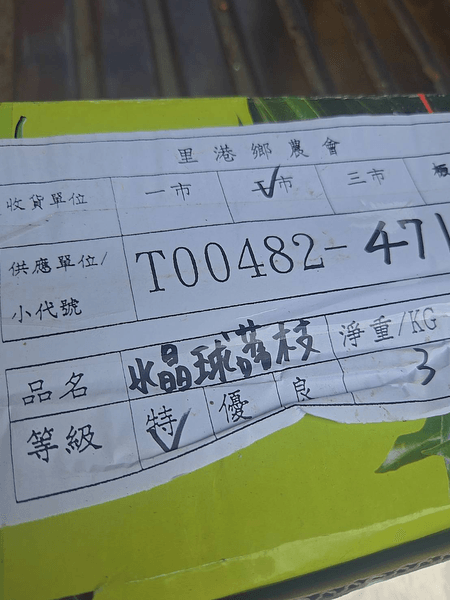 里港鄉農會
收貨單位 一市 二市 三市
供應單位/小代號 T00482-471
品名 水晶球荔枝 淨重/KG 3
等級 特 優 良